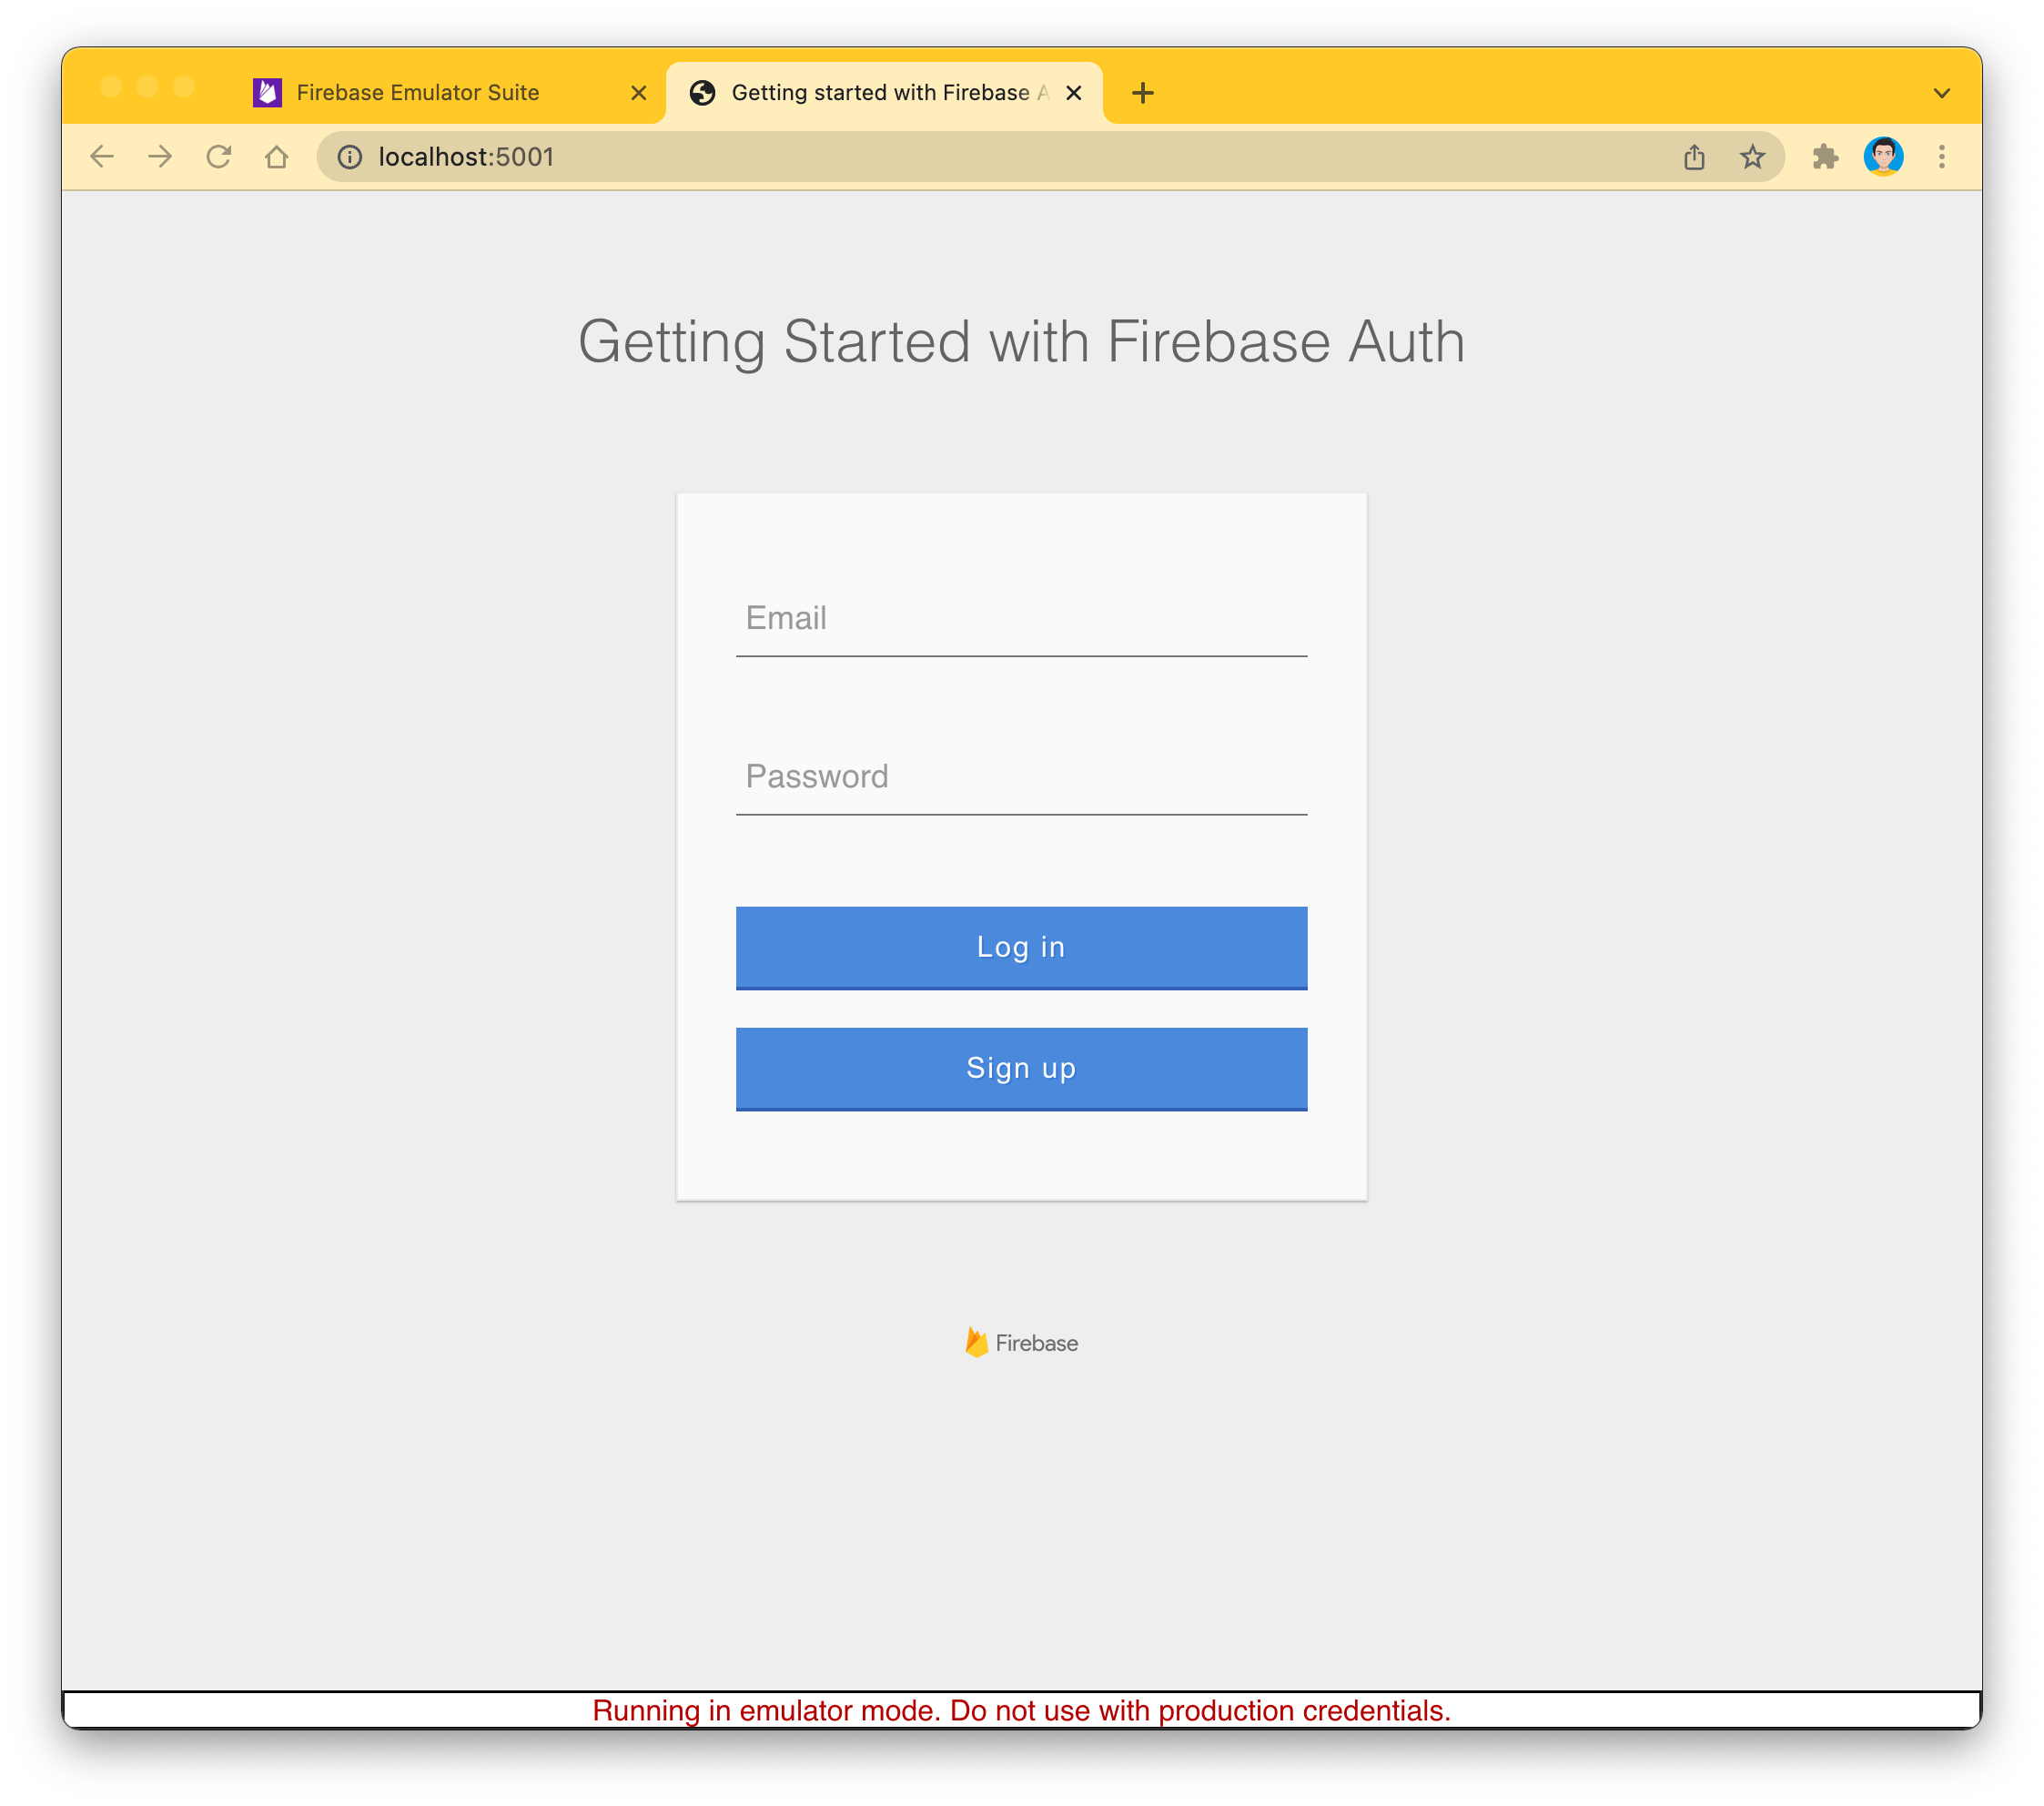 Firebase Emulator Suite
Getting started with Firebase A
localhost:5001
Getting Started with Firebase Auth
Email
Password
Log in
Sign up
Firebase
Running in emulator mode. Do not use with production credentials.